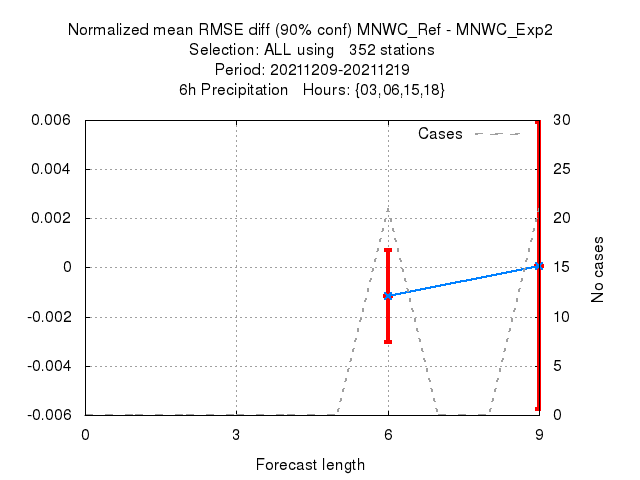 Normalized mean RMSE diff (90% conf) MNWC_Ref - MNWC_Exp2
Selection: ALL using   352 stations
Period: 20211209-20211219
6h Precipitation   Hours: {03,06,15,18}
Cases
0.006
0.004
0.002
0
-0.002
-0.004
-0.006
30
25
20
15
10
5
0
No cases
0
3
6
9
Forecast length